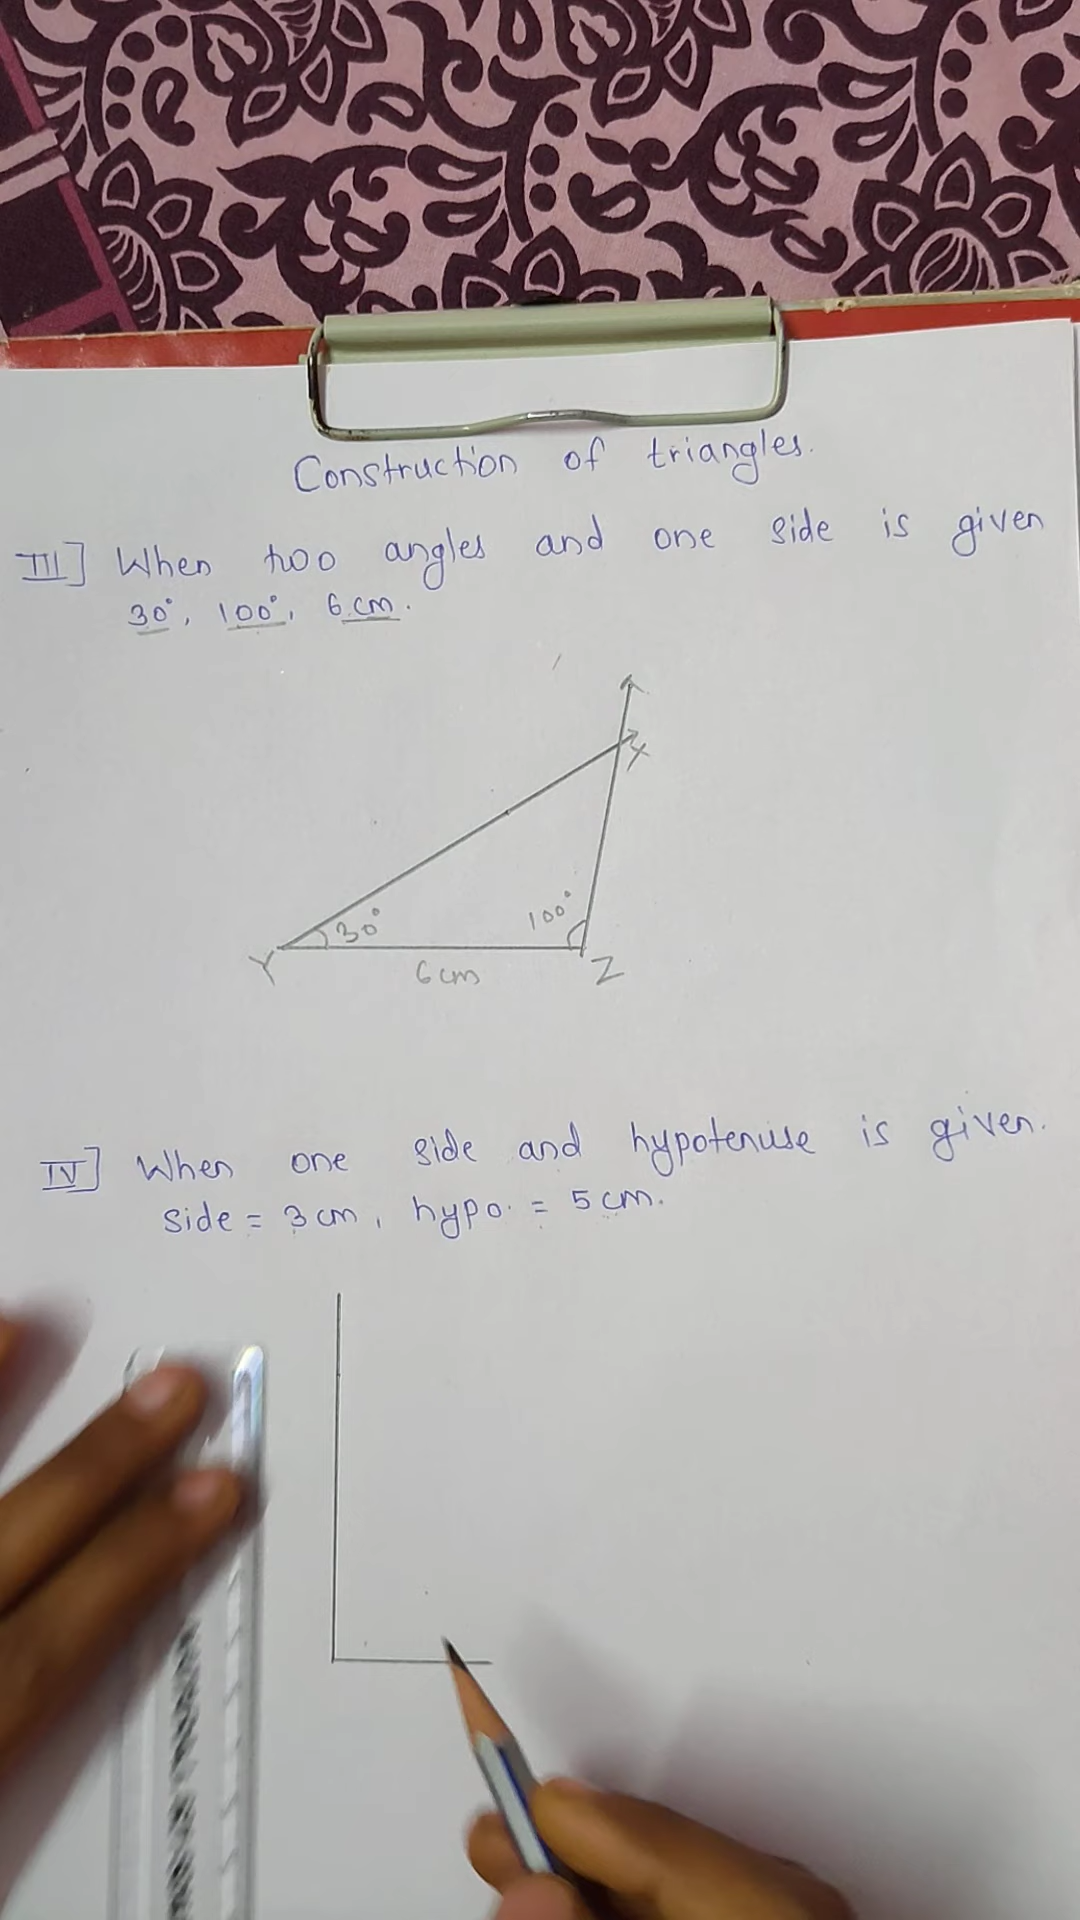 Construction of triangles.
III] When two angles and one side is given
30°, 100°, 6 cm.
X
30°
100°
Y
6 cm
Z
IV] When one side and hypotenuse is given.
side = 3 cm, hypo. = 5 cm.